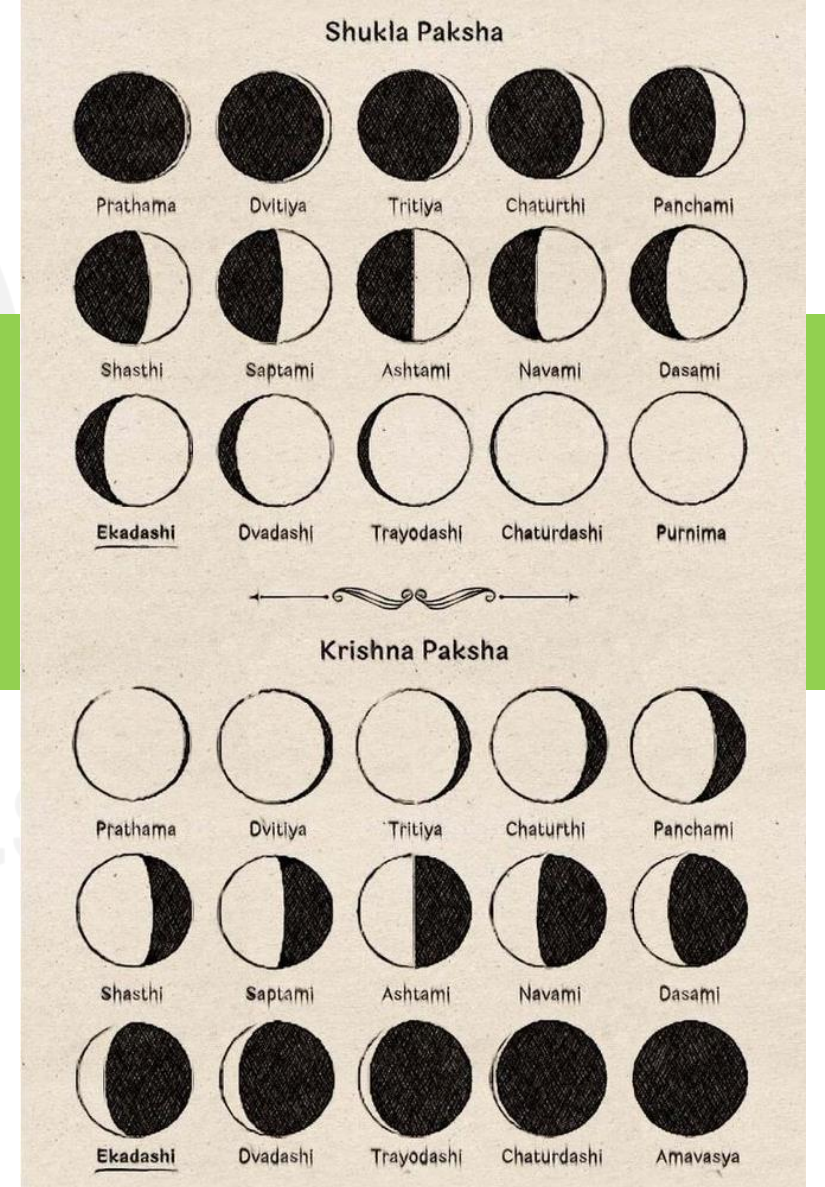 Shukla Paksha
Prathama Dvitiya Tritiya Chaturthi Panchami
Shasthi Saptami Ashtami Navami Dasami
Ekadashi Dvadashi Trayodashi Chaturdashi Purnima
Krishna Paksha
Prathama Dvitiya Tritiya Chaturthi Panchami
Shasthi Saptami Ashtami Navami Dasami
Ekadashi Dvadashi Trayodashi Chaturdashi Amavasya